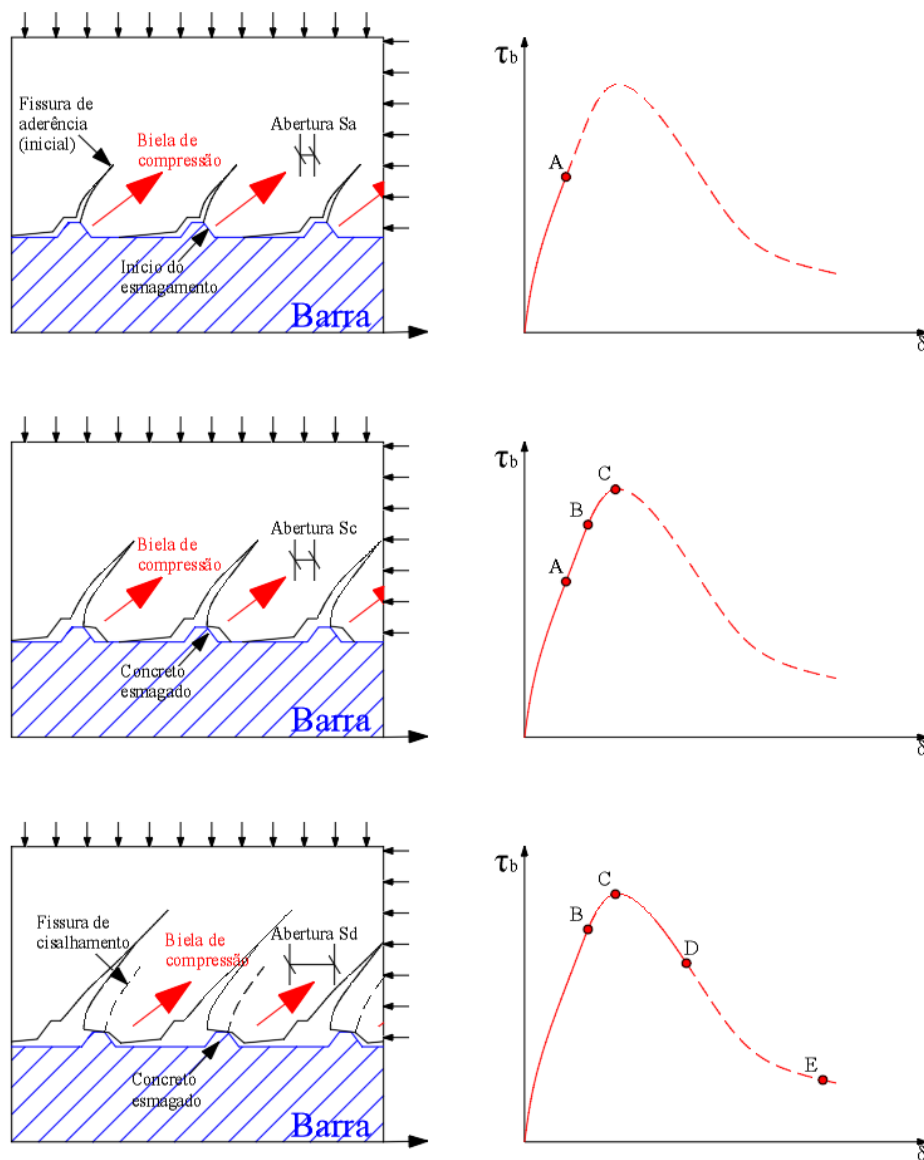 Fissura de
aderência
(inicial)
Biela de
compressão
Abertura Sa
Início do
esmagamento
Barra
τb
A
Biela de
compressão
Abertura Sc
Concreto
esmagado
Barra
τb
C
B
A
Fissura de
cisalhamento
Biela de
compressão
Abertura Sd
Concreto
esmagado
Barra
τb
C
B
D
E